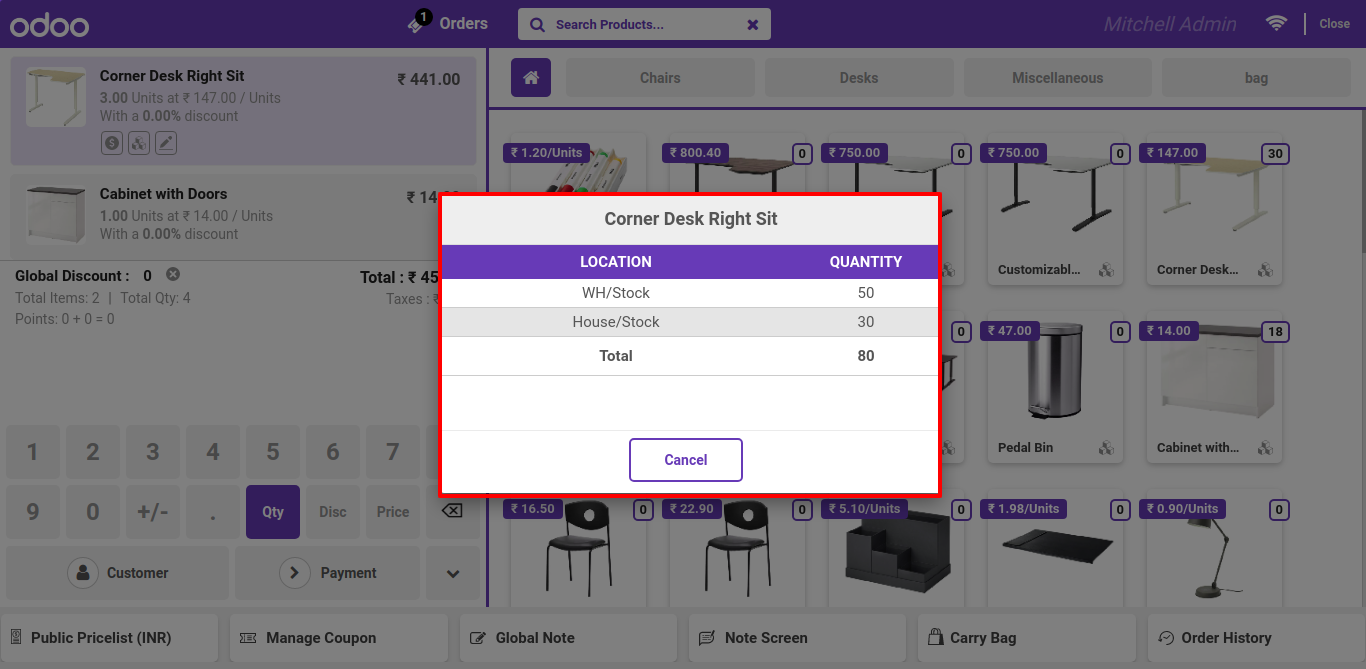 odoo
1
Orders
Search Products...
Mitchell Admin
Close
Corner Desk Right Sit
₹ 441.00
3.00 Units at ₹ 147.00 / Units
With a 0.00% discount
Cabinet with Doors
₹ 14.00
1.00 Units at ₹ 14.00 / Units
With a 0.00% discount
Global Discount : 0
Total : ₹ 45
Total Items: 2 | Total Qty: 4
Taxes : ₹
Points: 0 + 0 = 0
1 2 3 4 5 6 7
9 0 +/- . Qty Disc Price
Customer
Payment
Chairs
Desks
Miscellaneous
bag
₹ 1.20/Units
₹ 800.40
0
₹ 750.00
0
₹ 750.00
0
Customizabl...
₹ 147.00
30
Corner Desk...
Corner Desk Right Sit
LOCATION QUANTITY
WH/Stock 50
House/Stock 30
Total 80
Cancel
0
₹ 47.00
0
Pedal Bin
₹ 14.00
18
Cabinet with...
₹ 16.50
0
₹ 22.90
0
₹ 5.10/Units
0
₹ 1.98/Units
0
₹ 0.90/Units
0
Public Pricelist (INR)
Manage Coupon
Global Note
Note Screen
Carry Bag
Order History